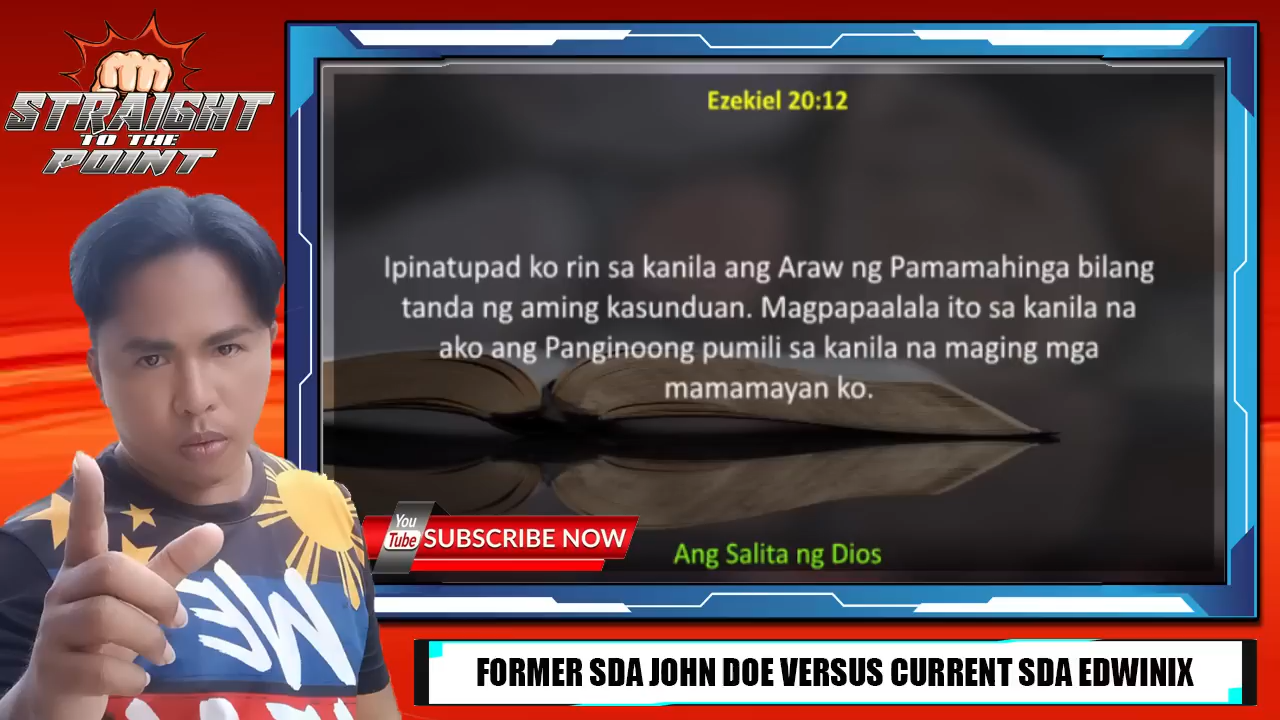 STRAIGHT
TO THE
POINT
Ezekiel 20:12
Ipinatupad ko rin sa kanila ang Araw ng Pamamahinga bilang
tanda ng aming kasunduan. Magpapaalala ito sa kanila na
ako ang Panginoong pumili sa kanila na maging mga
mamamayan ko.
You
Tube
SUBSCRIBE NOW
Ang Salita ng Dios
FORMER SDA JOHN DOE VERSUS CURRENT SDA EDWINIX